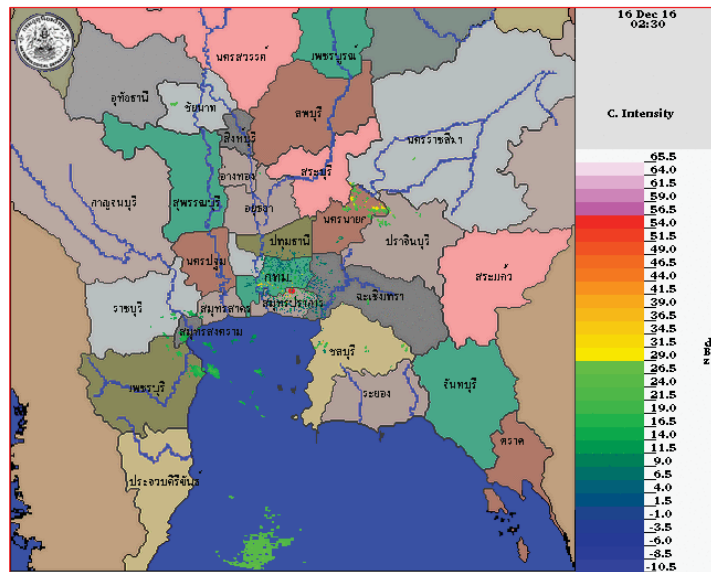 16 Dec 16
02:30
C. Intensity
นครสวรรค์
เพชรบูรณ์
อุทัยธานี
ชัยนาท
ลพบุรี
สิงหบุรี
นครราชสีมา
สระบุรี
อ่างทอง
กาญจนบุรี
สุพรรณบุรี
อยุธยา
นครนายก
ปราจีนบุรี
ปทุมธานี
นครปฐม
สระแก้ว
กทม.
ราชบุรี
ฉะเชิงเทรา
สมุทรสาคร
สมุทรปราการ
สมุทรสงคราม
ชลบุรี
เพชรบุรี
ระยอง
จันทบุรี
ตราด
ประจวบคีรีขันธ์
65.5
64.0
61.5
59.0
56.5
54.0
51.5
49.0
46.5
44.0
41.5
39.0
36.5
34.5
31.5
29.0
26.5
24.0
21.5
19.0
16.5
14.0
11.5
9.0
6.5
4.0
1.5
-1.0
-3.5
-6.0
-8.5
-10.5
dBz